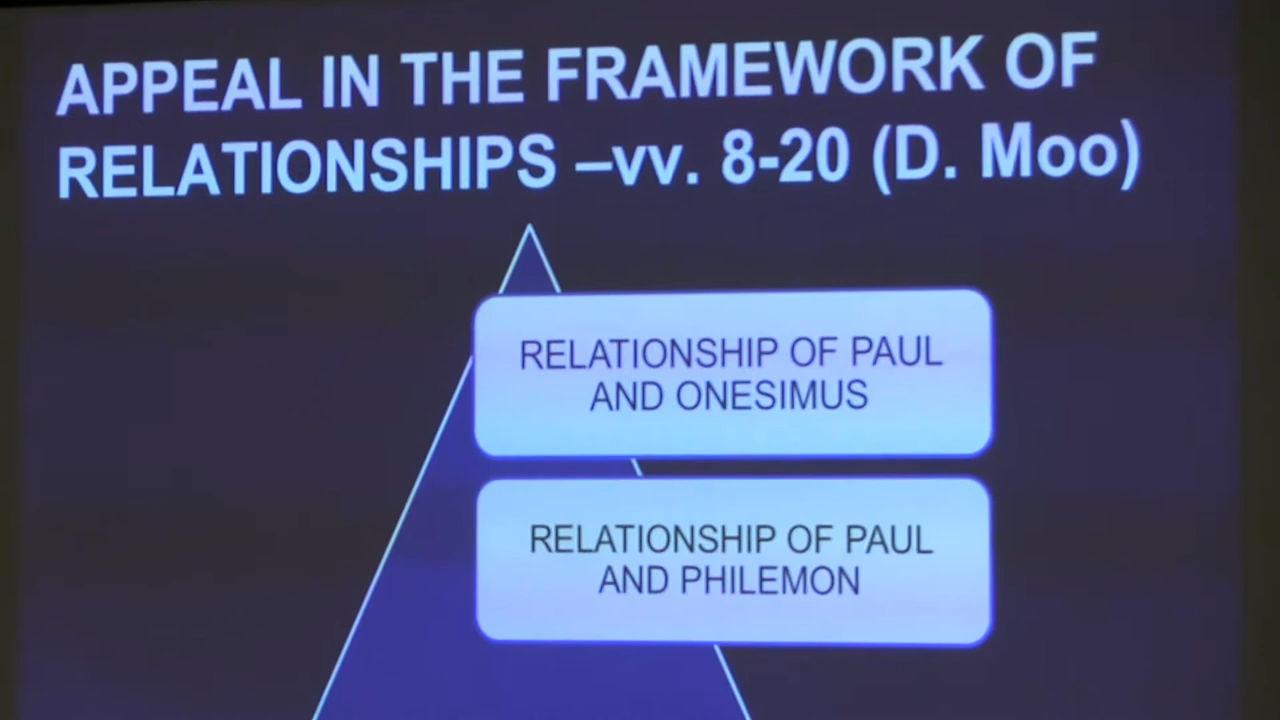 APPEAL IN THE FRAMEWORK OF
RELATIONSHIPS –vv. 8-20 (D. Moo)
RELATIONSHIP OF PAUL
AND ONESIMUS
RELATIONSHIP OF PAUL
AND PHILEMON